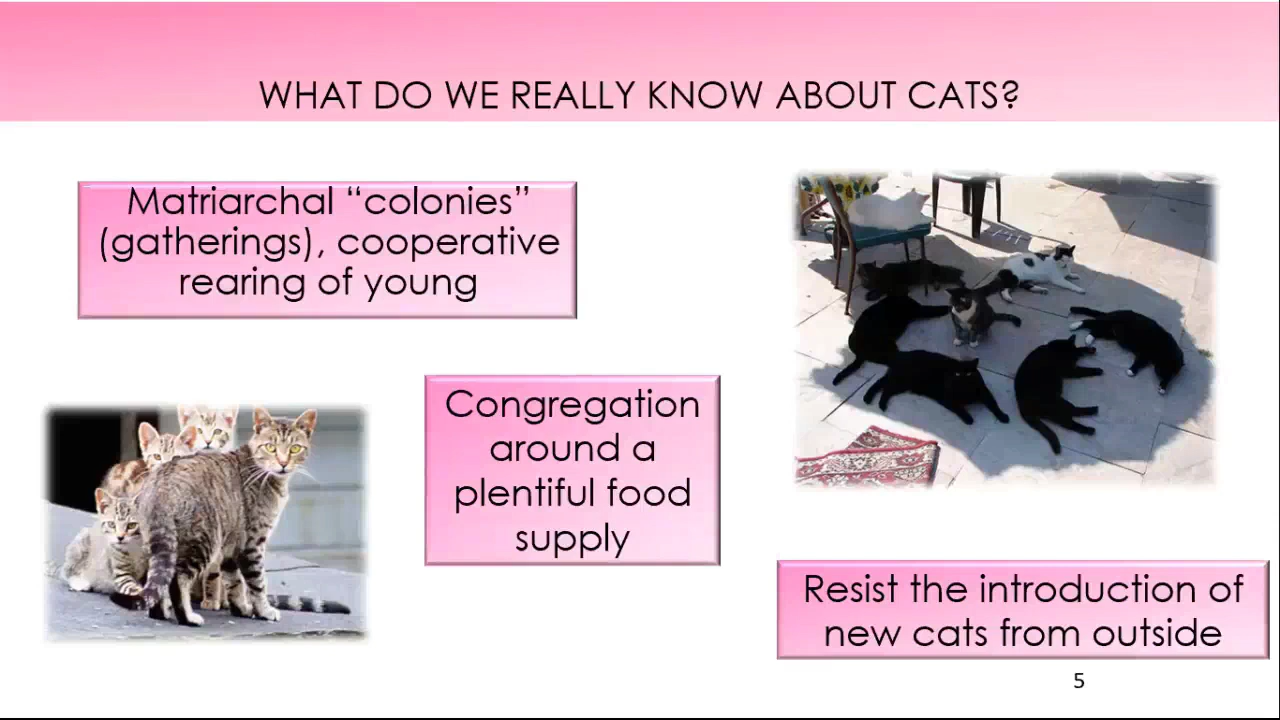 WHAT DO WE REALLY KNOW ABOUT CATS?
Matriarchal “colonies”
(gatherings), cooperative
rearing of young
Congregation
around a
plentiful food
supply
Resist the introduction of
new cats from outside
5